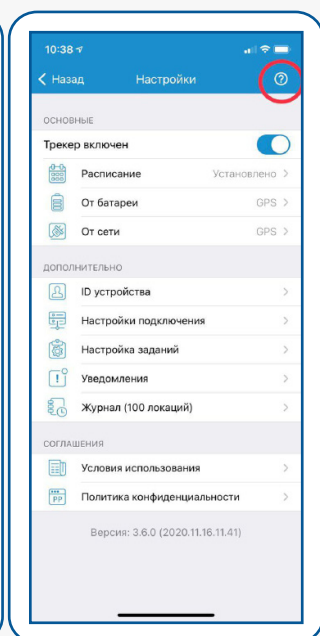 10:38
Назад
Настройки
ОСНОВНЫЕ
Трекер включен
Расписание Установлено
От батареи GPS
От сети GPS
ДОПОЛНИТЕЛЬНО
ID устройства
Настройки подключения
Настройка заданий
Уведомления
Журнал (100 локаций)
СОГЛАШЕНИЯ
Условия использования
PP Политика конфиденциальности
Версия: 3.6.0 (2020.11.16.11.41)